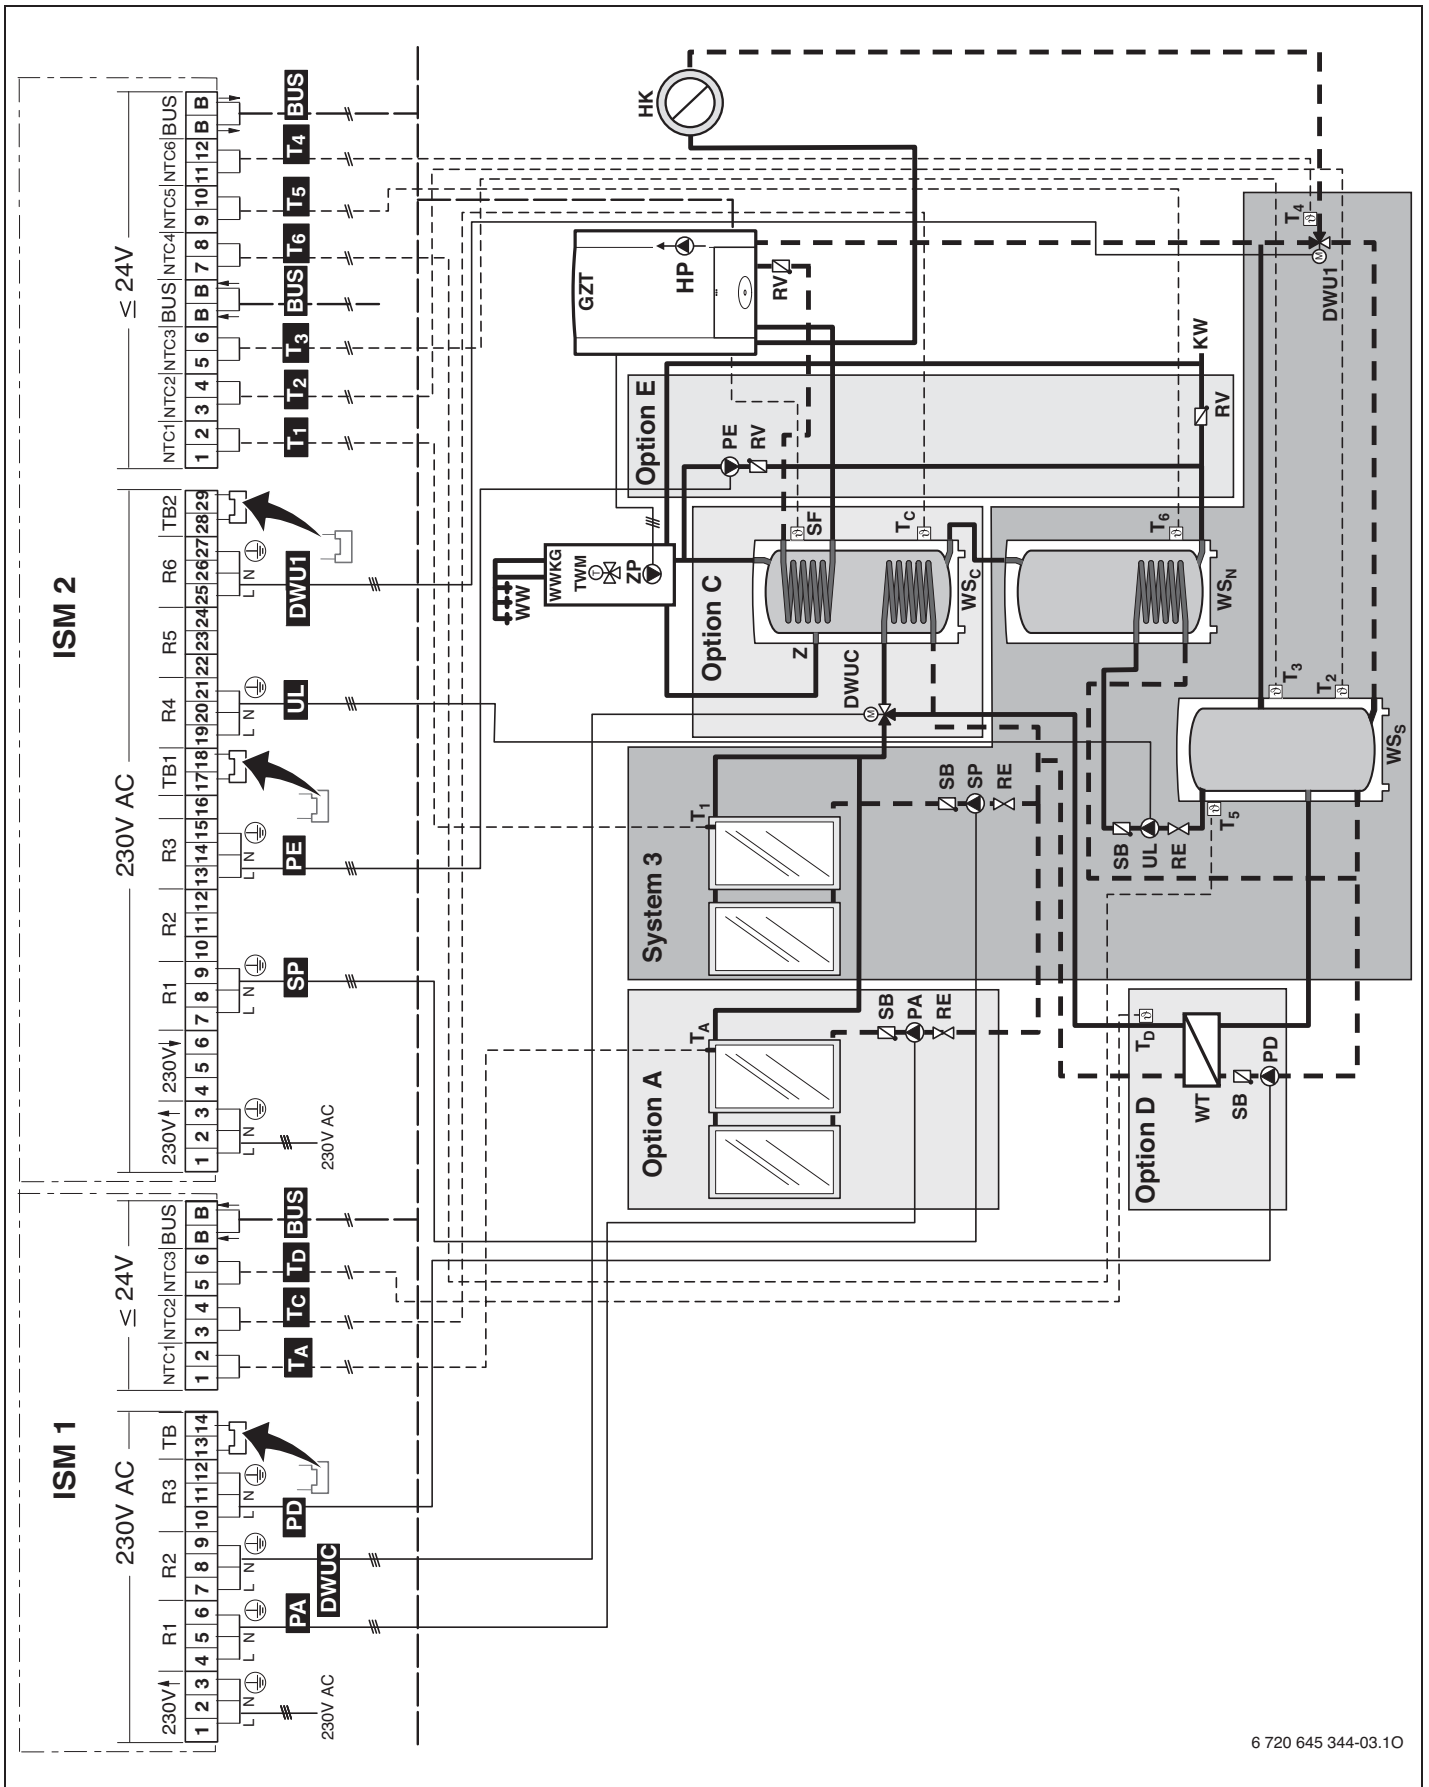 ISM 1
230V AC
230V
R1
R2
R3
TB
1 2 3 4 5 6 7 8 9 10 11 12 13 14
L N
L N
L N
L N
230V AC
PA
DWUC
PD
≤ 24V
NTC1 NTC2 NTC3 BUS
1 2 3 4 5 6 B B
TA
TC
TD
BUS
ISM 2
230V AC
230V
230V
R1
R2
R3
TB1
R4
R5
R6
TB2
1 2 3 4 5 6 7 8 9 10 11 12 13 14 15 16 17 18 19 20 21 22 23 24 25 26 27 28 29
L N
L N
L N
L N
L N
230V AC
SP
PE
UL
DWU1
≤ 24V
NTC1 NTC2 NTC3 BUS NTC4 NTC5 NTC6 BUS
1 2 3 4 5 6 B B 7 8 9 10 11 12 B B
T1
T2
T3
BUS
T6
T5
T4
BUS
HK
GZT
HP
RV
WW
WWKG
TWM
T
ZP
Option E
PE
RV
KW
RV
Option C
Z
SF
TC
WSC
DWUC
M
T6
WSN
T4
DWU1
M
T3
T2
WSS
T5
SB
UL
RE
System 3
T1
SB
SP
RE
Option A
TA
SB
PA
RE
Option D
TD
WT
SB
PD
6 720 645 344-03.1O